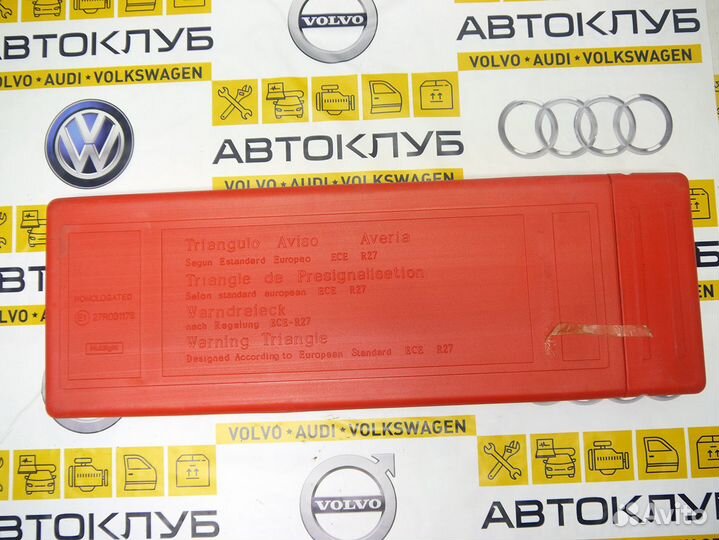 VOLVO
АВТОКЛУБ
АВТОКЛУБ
VOLVO★AUDI★VOLKSWAGEN
VOLVO★AUDI★VOLKSWAGEN
АВТОКЛУБ
VOLVO★AUDI★VOLKSWAGEN
Triangulo Aviso Averia
Segun Estandard Europeo ECE R27
Triangle de Presignalisation
Selon standard european ECE R27
Warndreieck
nach Regelung ECE-R27
Warning Triangle
Designed According to European Standard ECE R27
HOMOLOGATED
VOLVO★AUDI★VOLKSWAGEN
VOLVO
АВТОКЛУБ
АВТОКЛУБ
Avito